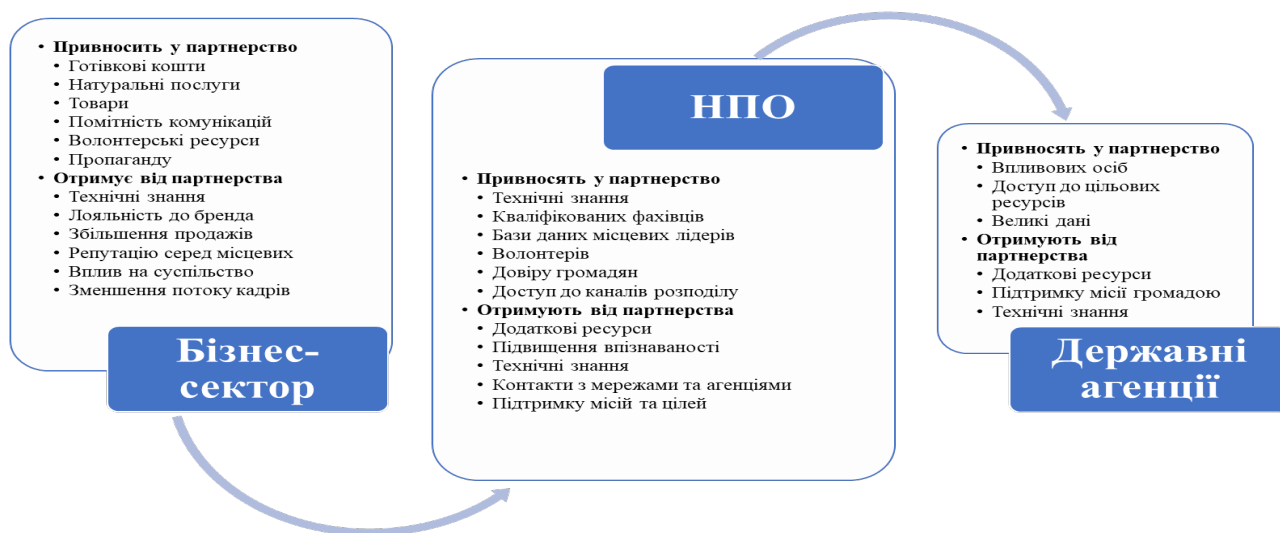 • Привносить у партнерство
• Готівкові кошти
• Натуральні послуги
• Товари
• Помітність комунікацій
• Волонтерські ресурси
• Пропаганду
• Отримує від партнерства
• Технічні знання
• Лояльність до бренда
• Збільшення продажів
• Репутацію серед місцевих
• Вплив на суспільство
• Зменшення потоку кадрів
Бізнес-
сектор
НПО
• Привносять у партнерство
• Технічні знання
• Кваліфікованих фахівців
• Бази даних місцевих лідерів
• Волонтерів
• Довіру громадян
• Доступ до каналів розподілу
• Отримують від партнерства
• Додаткові ресурси
• Підвищення впізнаваності
• Технічні знання
• Контакти з мережами та агенціями
• Підтримку місій та цілей
• Привносять у партнерство
• Впливових осіб
• Доступ до цільових
ресурсів
• Великі дані
• Отримують від
партнерства
• Додаткові ресурси
• Підтримку місії громадою
• Технічні знання
Державні
агенції